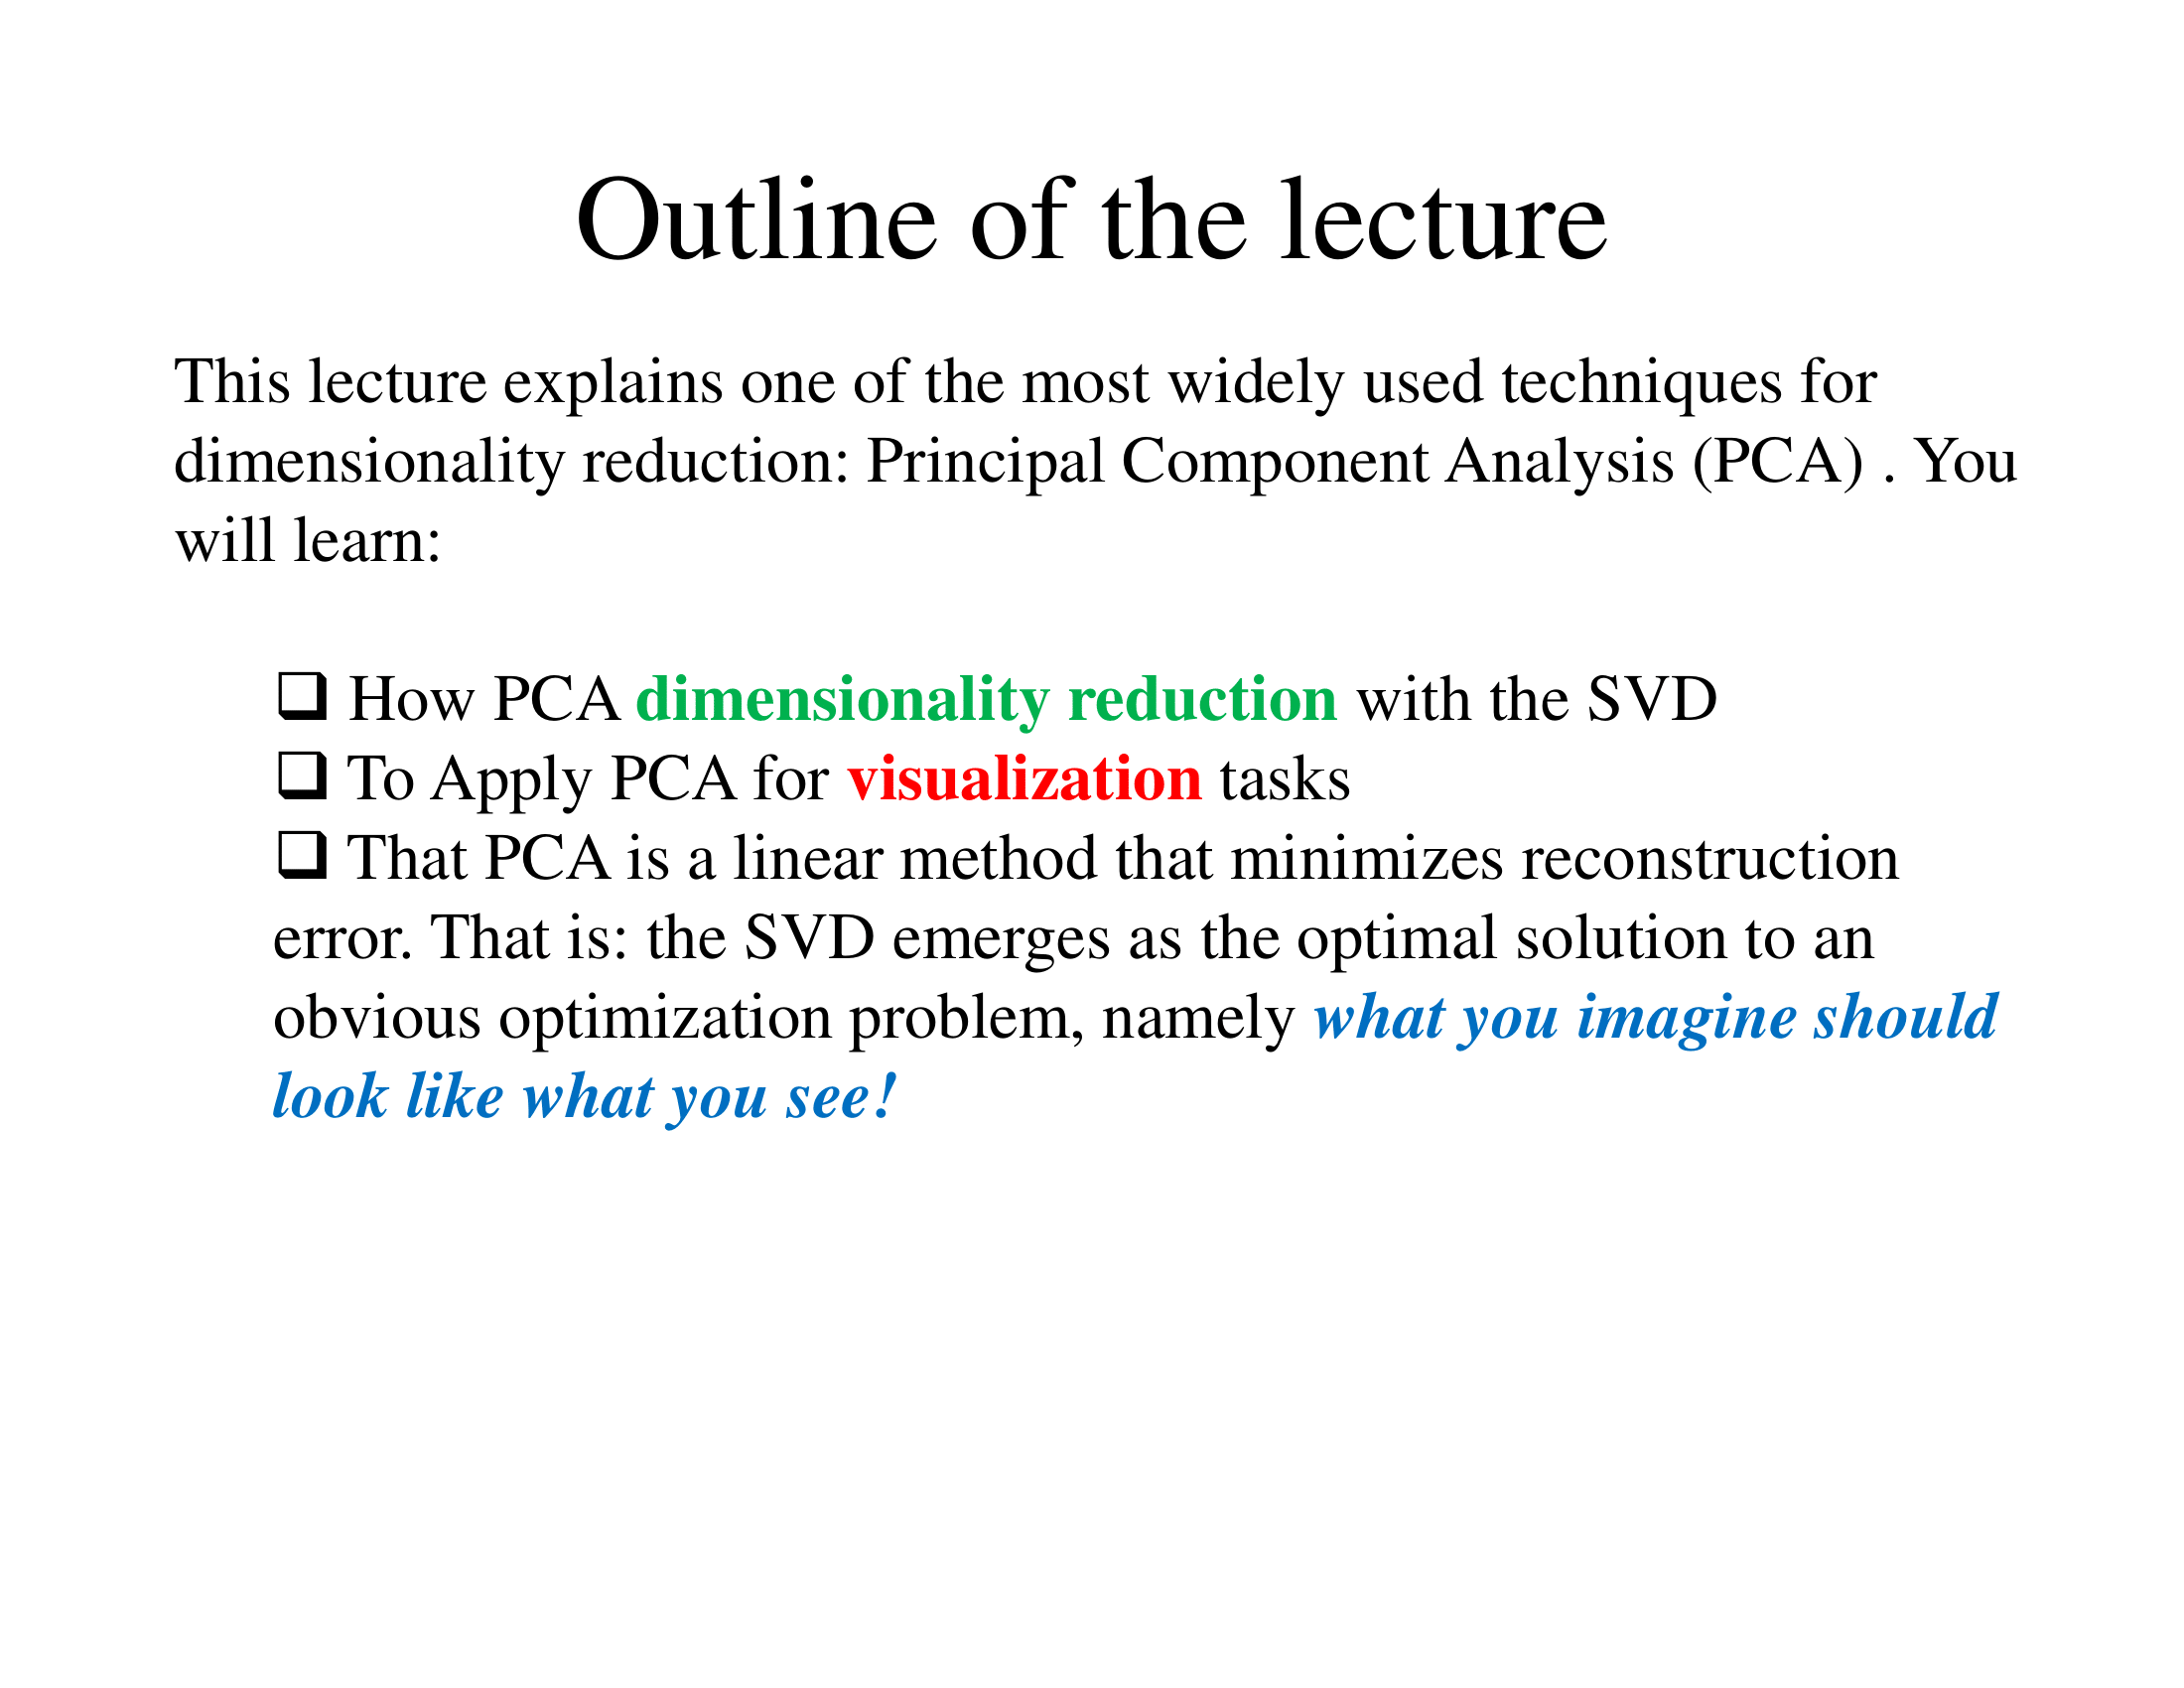 Outline of the lecture
This lecture explains one of the most widely used techniques for
dimensionality reduction: Principal Component Analysis (PCA) . You
will learn:
❑ How PCA dimensionality reduction with the SVD
❑ To Apply PCA for visualization tasks
❑ That PCA is a linear method that minimizes reconstruction
error. That is: the SVD emerges as the optimal solution to an
obvious optimization problem, namely what you imagine should
look like what you see!